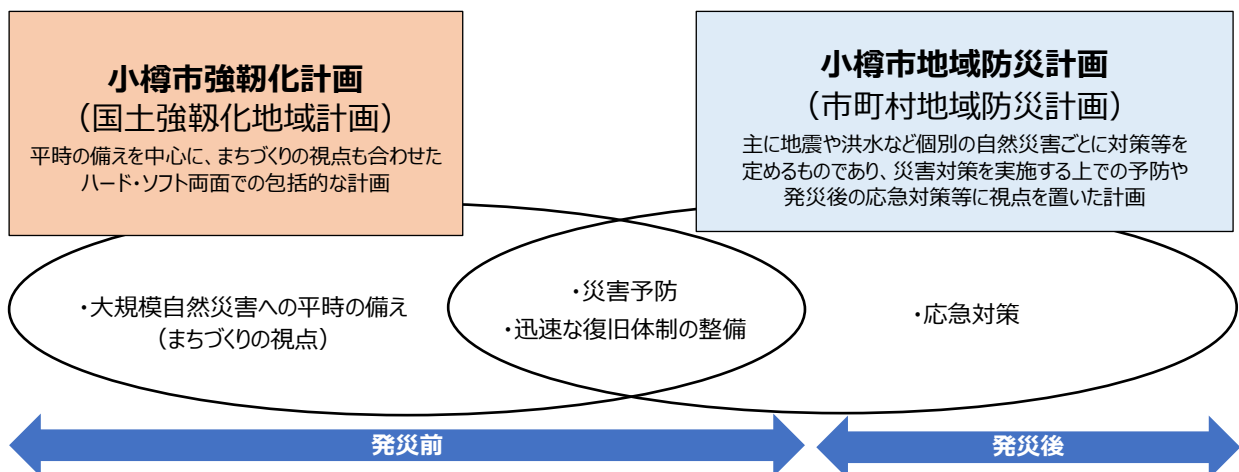 小樽市強靱化計画
（国土強靱化地域計画）
平時の備えを中心に、まちづくりの視点も合わせた
ハード・ソフト両面での包括的な計画
小樽市地域防災計画
（市町村地域防災計画）
主に地震や洪水など個別の自然災害ごとに対策等を
定めるものであり、災害対策を実施する上での予防や
発災後の応急対策等に視点を置いた計画
・大規模自然災害への平時の備え
（まちづくりの視点）
・災害予防
・迅速な復旧体制の整備
・応急対策
発災前
発災後